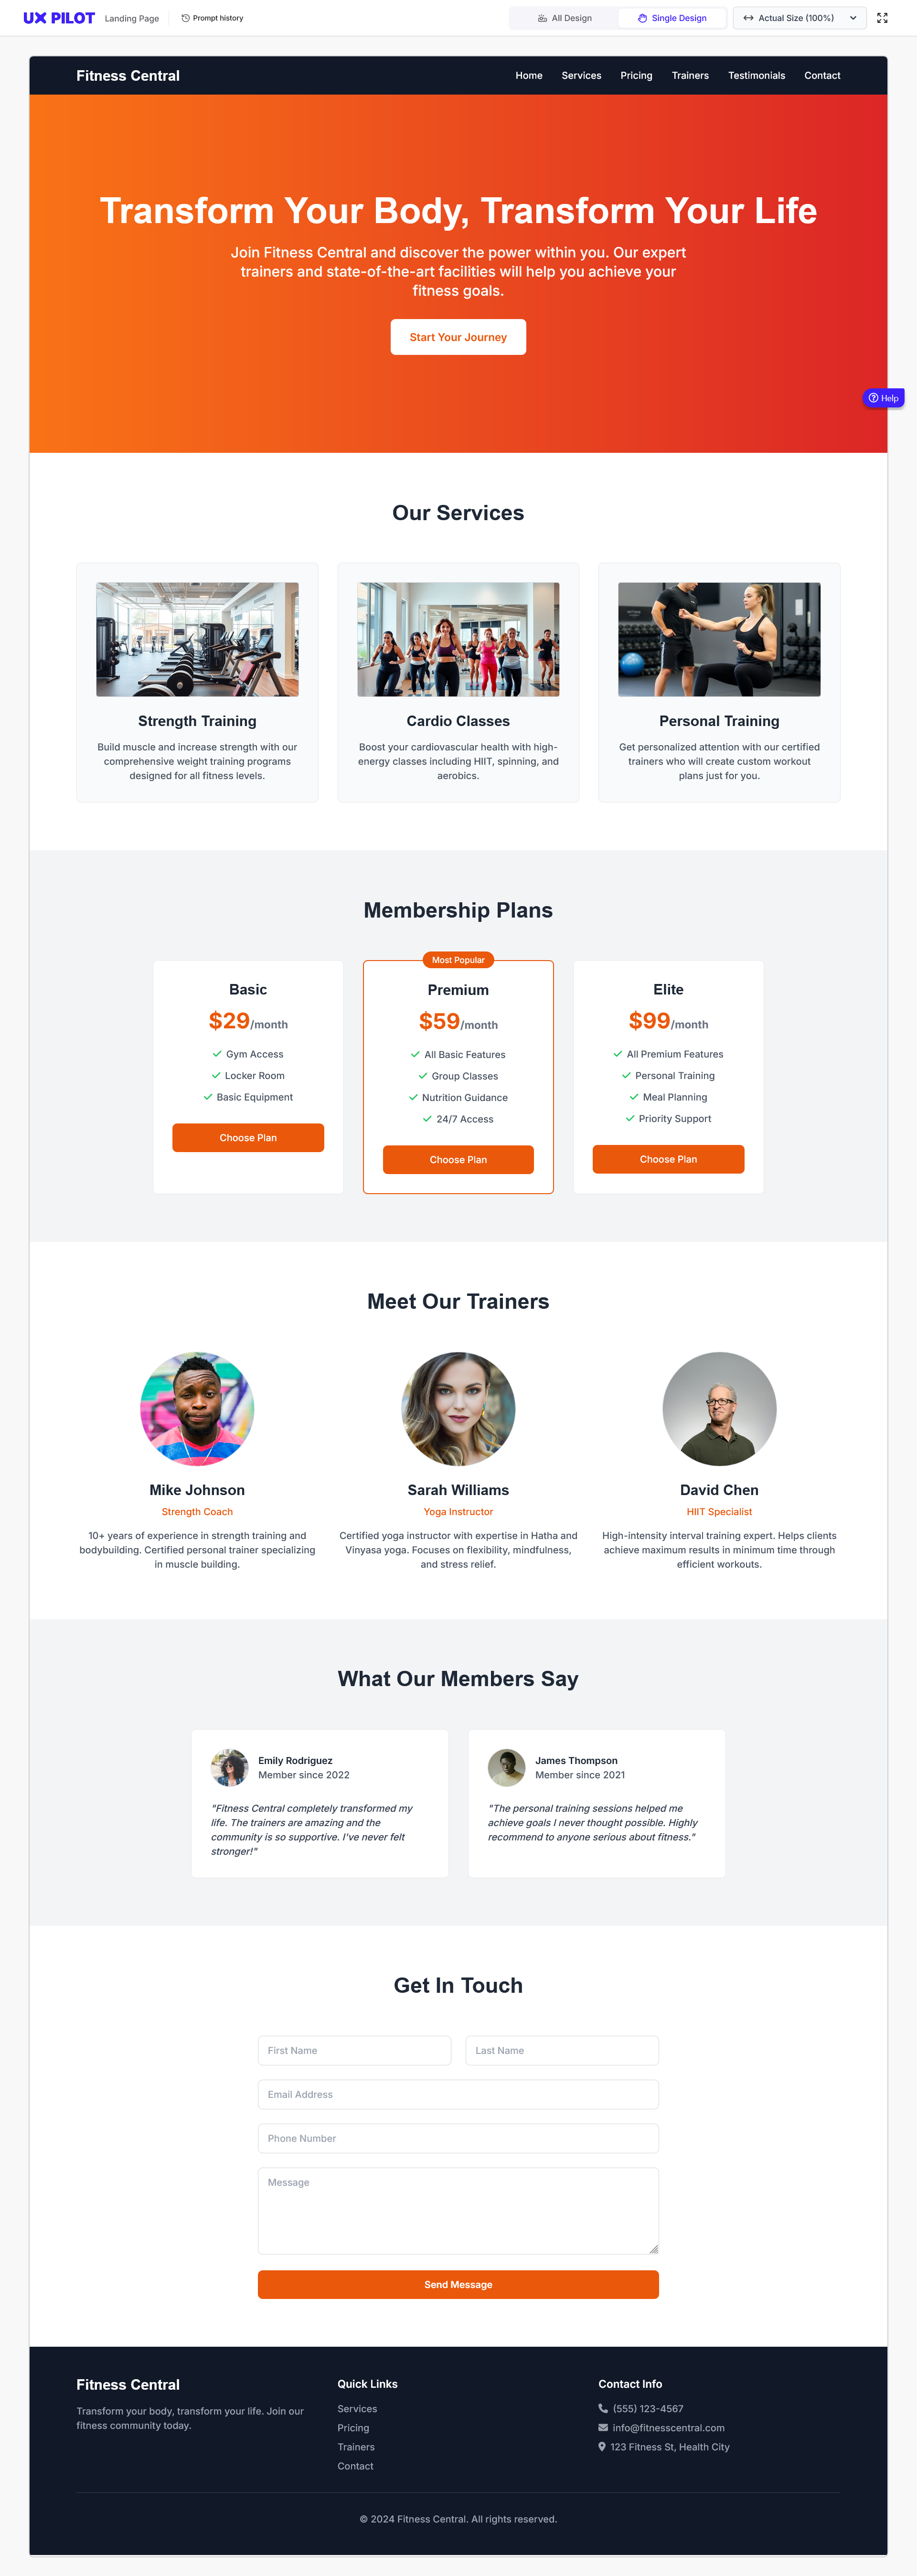 UX PILOT Landing Page Prompt history All Design Single Design Actual Size (100%)
Fitness Central Home Services Pricing Trainers Testimonials Contact
Transform Your Body, Transform Your Life
Join Fitness Central and discover the power within you. Our expert
trainers and state-of-the-art facilities will help you achieve your
fitness goals.
Start Your Journey
Help
Our Services
Strength Training
Build muscle and increase strength with our
comprehensive weight training programs
designed for all fitness levels.
Cardio Classes
Boost your cardiovascular health with high-
energy classes including HIIT, spinning, and
aerobics.
Personal Training
Get personalized attention with our certified
trainers who will create custom workout
plans just for you.
Membership Plans
Basic
$29/month
Gym Access
Locker Room
Basic Equipment
Choose Plan
Most Popular
Premium
$59/month
All Basic Features
Group Classes
Nutrition Guidance
24/7 Access
Choose Plan
Elite
$99/month
All Premium Features
Personal Training
Meal Planning
Priority Support
Choose Plan
Meet Our Trainers
Mike Johnson
Strength Coach
10+ years of experience in strength training and
bodybuilding. Certified personal trainer specializing
in muscle building.
Sarah Williams
Yoga Instructor
Certified yoga instructor with expertise in Hatha and
Vinyasa yoga. Focuses on flexibility, mindfulness,
and stress relief.
David Chen
HIIT Specialist
High-intensity interval training expert. Helps clients
achieve maximum results in minimum time through
efficient workouts.
What Our Members Say
Emily Rodriguez
Member since 2022
"Fitness Central completely transformed my
life. The trainers are amazing and the
community is so supportive. I've never felt
stronger!"
James Thompson
Member since 2021
"The personal training sessions helped me
achieve goals I never thought possible. Highly
recommend to anyone serious about fitness."
Get In Touch
First Name
Last Name
Email Address
Phone Number
Message
Send Message
Fitness Central
Transform your body, transform your life. Join our
fitness community today.
Quick Links
Services
Pricing
Trainers
Contact
Contact Info
(555) 123-4567
info@fitnesscentral.com
123 Fitness St, Health City
© 2024 Fitness Central. All rights reserved.